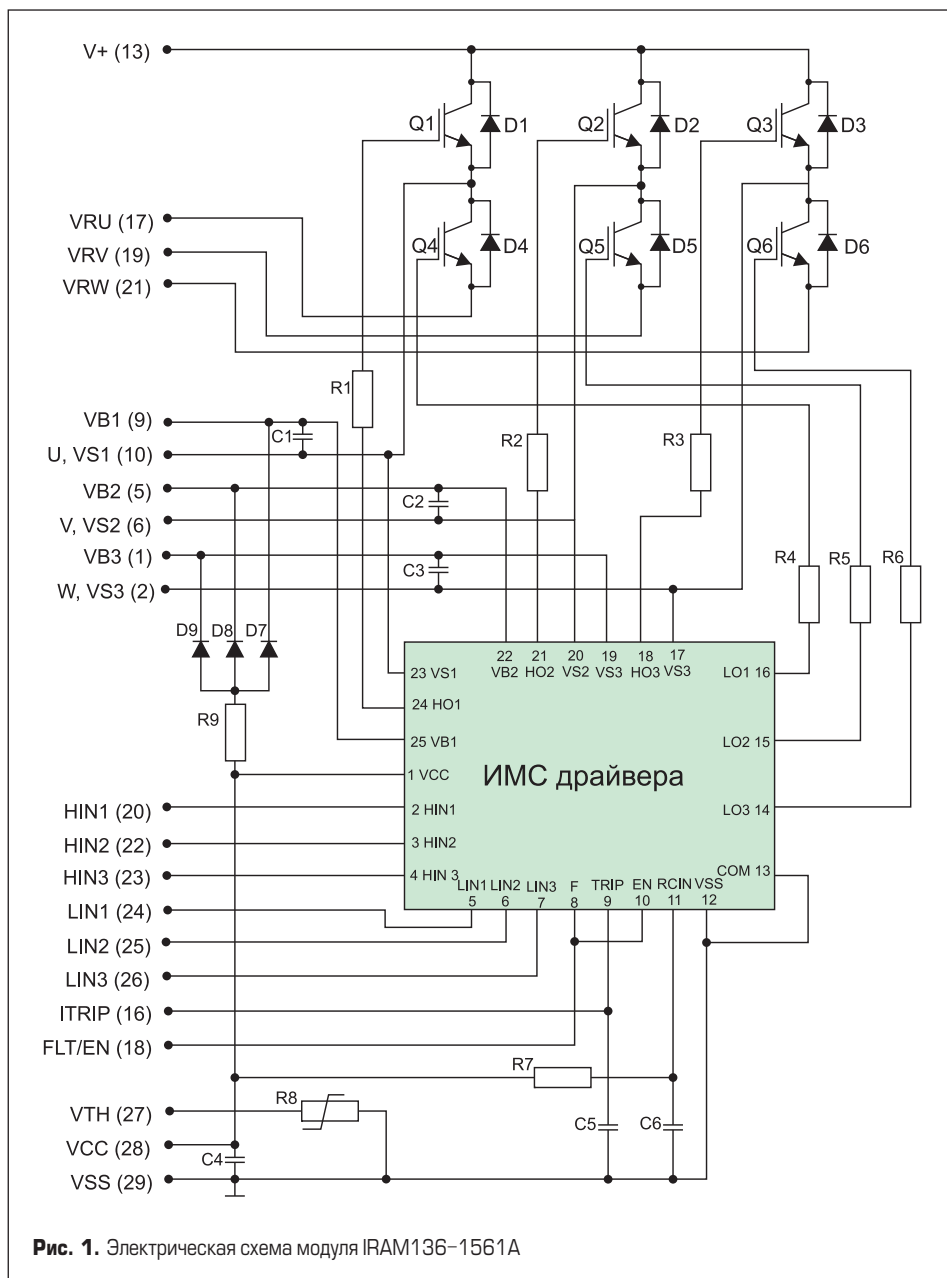 V+ (13)
Q1
D1
Q2
D2
Q3
D3
VRU (17)
VRV (19)
VRW (21)
Q4
D4
Q5
D5
Q6
D6
R1
VB1 (9)
C1
R2
R3
R4
R5
R6
U, VS1 (10)
VB2 (5)
C2
V, VS2 (6)
VB3 (1)
C3
W, VS3 (2)
D9
D8
D7
R9
22
VB2
21
HO2
20
VS2
19
VS3
18
HO3
17
VS3
23 VS1
24 HO1
25 VB1
1 VCC
2 HIN1
3 HIN2
4 HIN 3
LO1 16
LO2 15
LO3 14
COM 13
ИМС драйвера
LIN1
5
LIN2
6
LIN3
7
F
8
TRIP
9
EN
10
RCIN
11
VSS
12
HIN1 (20)
HIN2 (22)
HIN3 (23)
LIN1 (24)
LIN2 (25)
LIN3 (26)
ITRIP (16)
FLT/EN (18)
R7
VTH (27)
R8
C5
C6
VCC (28)
C4
VSS (29)
Рис. 1. Электрическая схема модуля IRAM136−1561A